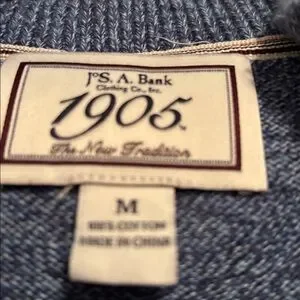 JoS. A. Bank
Clothing Co., Inc.
1905
The New Tradition
M
100% COTTON
MADE IN CHINA